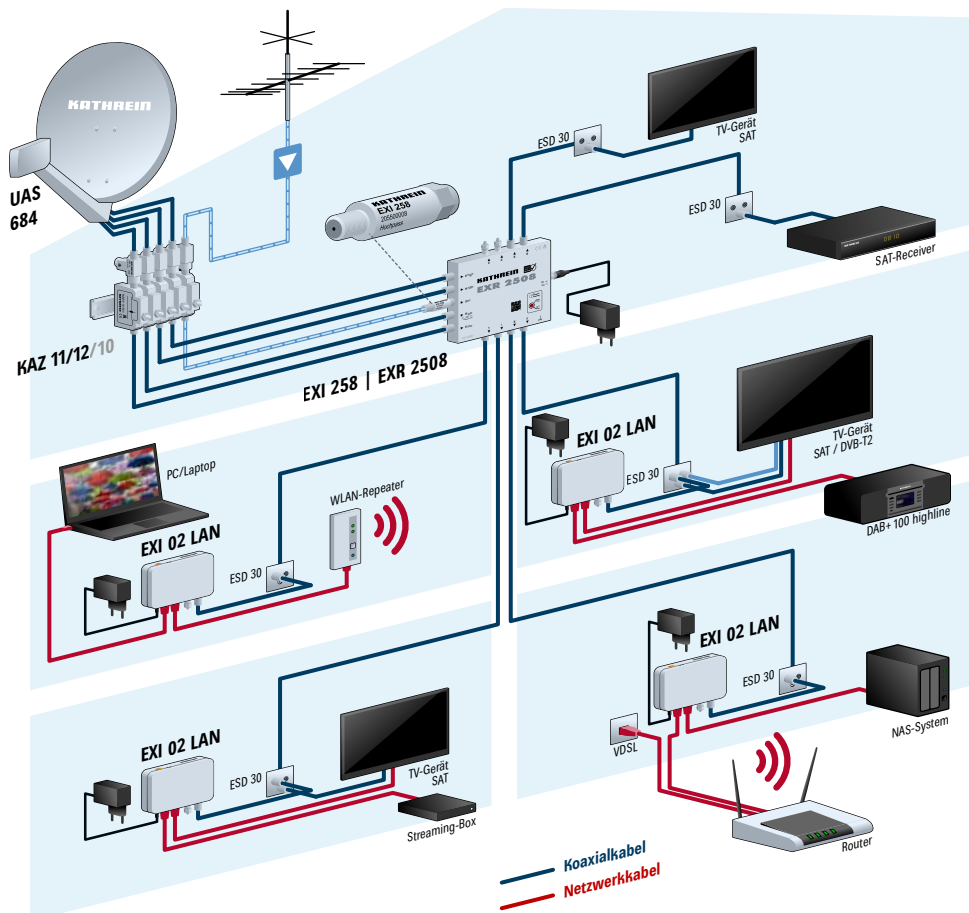 KATHREIN
UAS
684
KATHREIN
EXI 258
205500008
Hochpass
ESD 30
TV-Gerät
SAT
ESD 30
SAT-Receiver
KATHREIN
EXR 2508
KAZ 11/12/10
EXI 258 | EXR 2508
PC/Laptop
WLAN-Repeater
EXI 02 LAN
ESD 30
EXI 02 LAN
ESD 30
TV-Gerät
SAT / DVB-T2
DAB+ 100 highline
EXI 02 LAN
ESD 30
TV-Gerät
SAT
Streaming-Box
EXI 02 LAN
ESD 30
NAS-System
VDSL
Router
Koaxialkabel
Netzwerkkabel